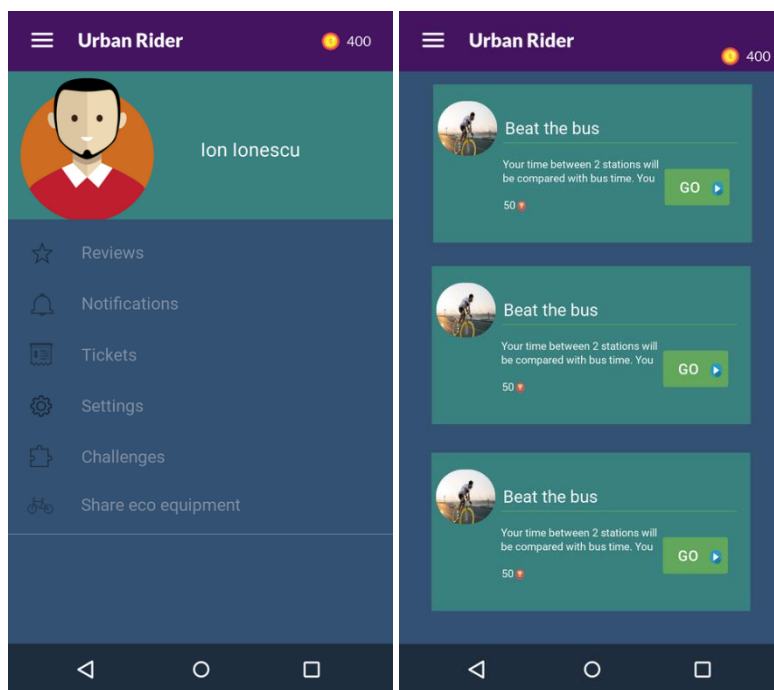 Urban Rider
400
Ion Ionescu
Reviews
Notifications
Tickets
Settings
Challenges
Share eco equipment
Urban Rider
400
Beat the bus
Your time between 2 stations will
be compared with bus time. You
GO
50
Beat the bus
Your time between 2 stations will
be compared with bus time. You
GO
50
Beat the bus
Your time between 2 stations will
be compared with bus time. You
GO
50